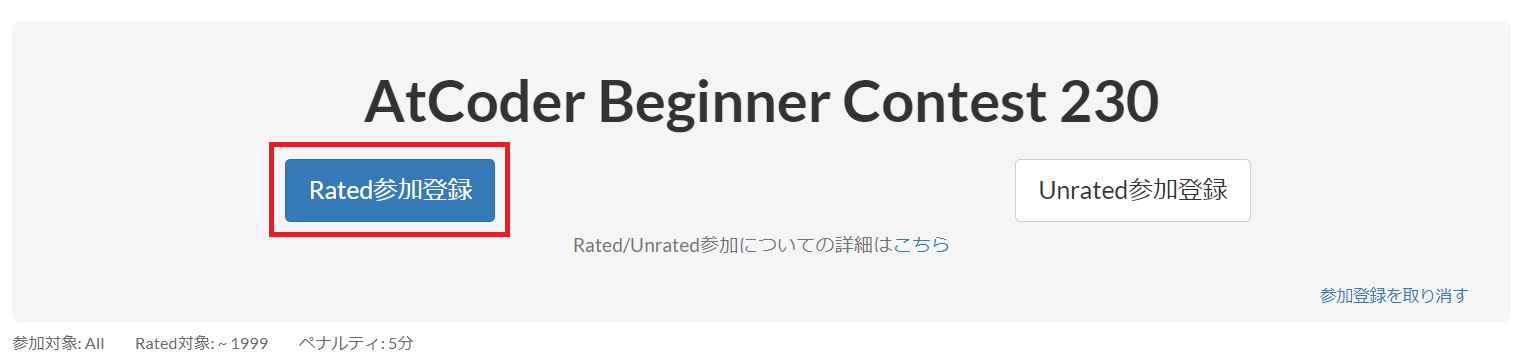 AtCoder Beginner Contest 230
Rated参加登録
Unrated参加登録
Rated/Unrated参加についての詳細はこちら
参加登録を取り消す
参加対象: All Rated対象: ~ 1999 ペナルティ: 5分